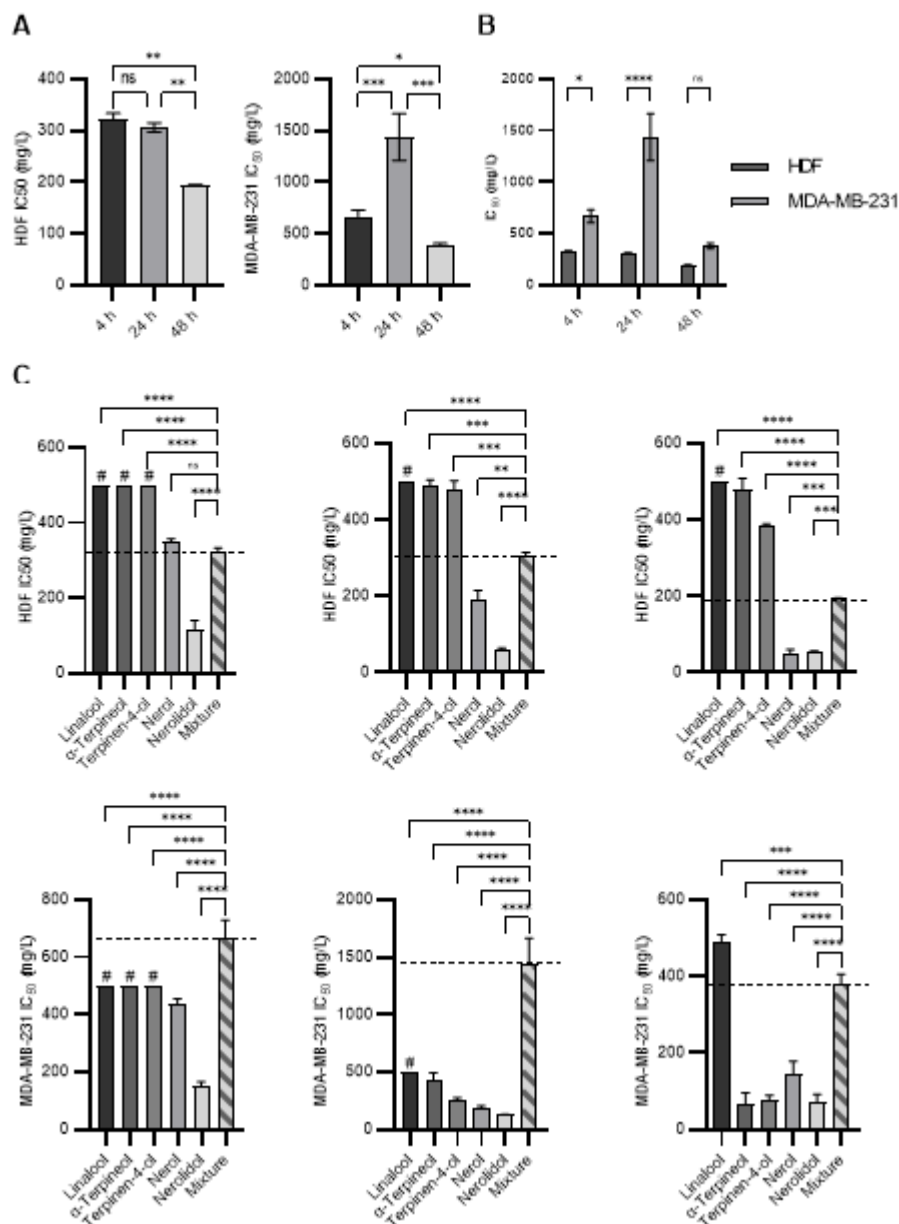 A
**
ns
**
HDF IC50 (mg/L)
400
300
200
100
0
4 h
24 h
48 h
*
***
***
MDA-MB-231 IC50 (mg/L)
2000
1500
1000
500
0
4 h
24 h
48 h
B
*
****
ns
IC50 (mg/L)
2000
1500
1000
500
0
4 h
24 h
48 h
HDF
MDA-MB-231
C
****
****
****
ns
****
# # #
HDF IC50 (mg/L)
600
400
200
0
Linalool
α-Terpineol
Terpinen-4-ol
Nerol
Nerolidol
Mixture
****
***
***
**
****
#
HDF IC50 (mg/L)
600
400
200
0
Linalool
α-Terpineol
Terpinen-4-ol
Nerol
Nerolidol
Mixture
****
****
****
***
***
#
HDF IC50 (mg/L)
600
400
200
0
Linalool
α-Terpineol
Terpinen-4-ol
Nerol
Nerolidol
Mixture
****
****
****
****
****
# # #
MDA-MB-231 IC50 (mg/L)
800
600
400
200
0
Linalool
α-Terpineol
Terpinen-4-ol
Nerol
Nerolidol
Mixture
****
****
****
****
****
#
MDA-MB-231 IC50 (mg/L)
2000
1500
1000
500
0
Linalool
α-Terpineol
Terpinen-4-ol
Nerol
Nerolidol
Mixture
***
****
****
****
****
MDA-MB-231 IC50 (mg/L)
600
400
200
0
Linalool
α-Terpineol
Terpinen-4-ol
Nerol
Nerolidol
Mixture